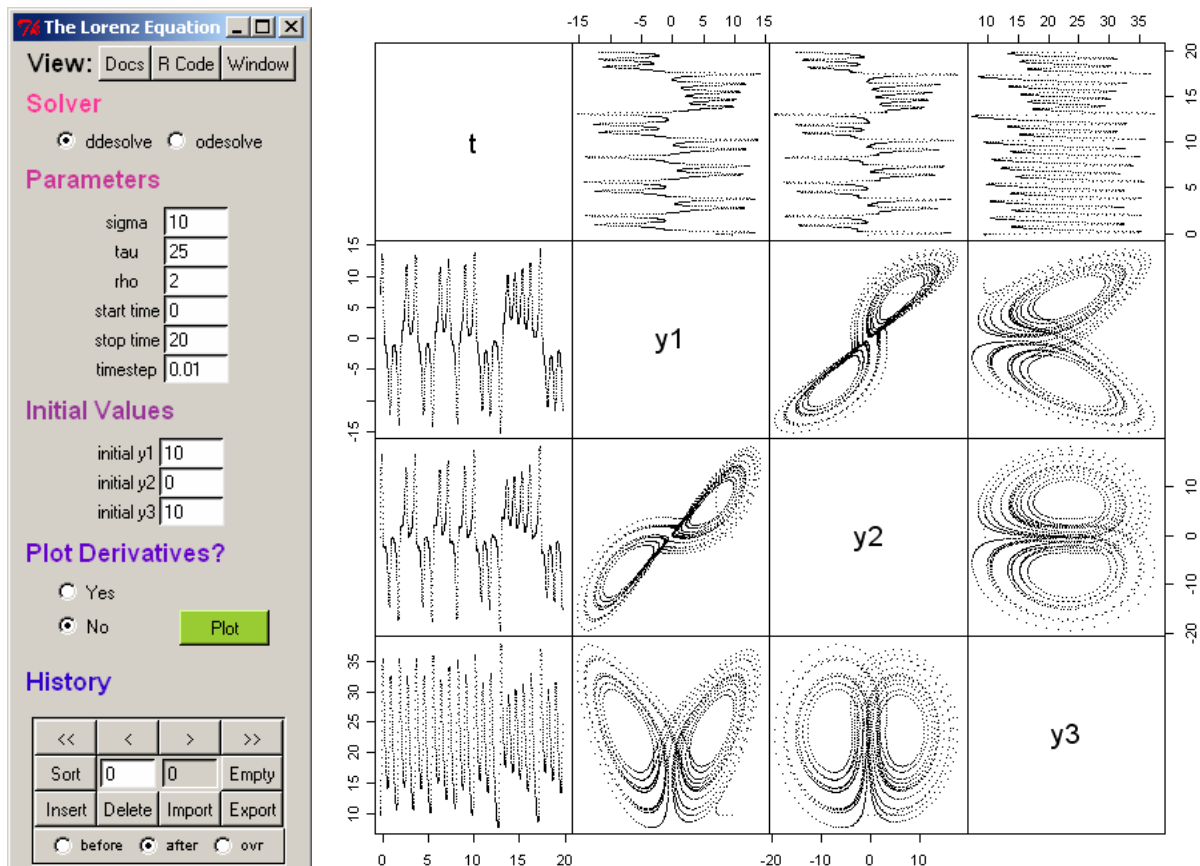 The Lorenz Equation
View: Docs R Code Window
Solver
ddesolve odesolve
Parameters
sigma 10
tau 25
rho 2
start time 0
stop time 20
timestep 0.01
Initial Values
initial y1 10
initial y2 0
initial y3 10
Plot Derivatives?
Yes
No Plot
History
<< < > >>
Sort 0 0 Empty
Insert Delete Import Export
before after ovr
-15 -5 0 5 10 15
-20 -10 0 10
10 15 20 25 30 35
t
20
15
10
5
0
15
10
5
0
-5
-15
y1
y2
10
0
-10
-20
35
30
25
20
15
10
y3
0 5 10 15 20
-20 -10 0 10